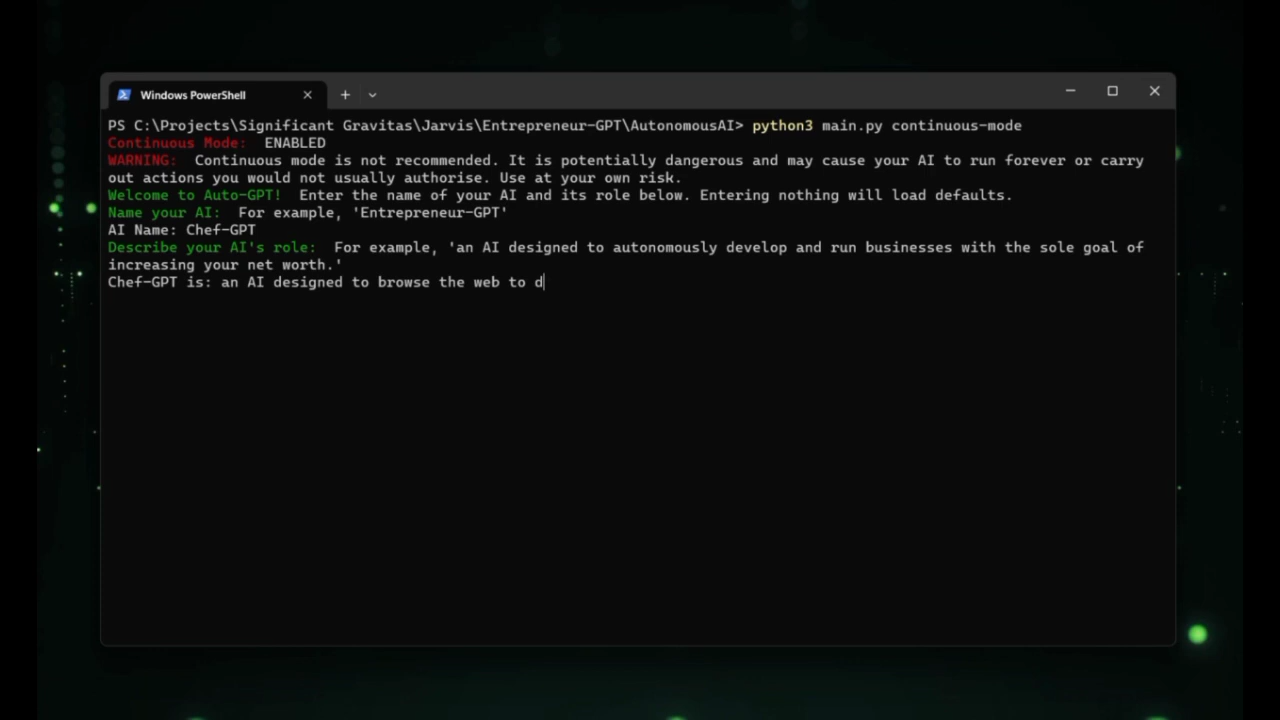 Windows PowerShell
PS C:\Projects\Significant Gravitas\Jarvis\Entrepreneur-GPT\AutonomousAI> python3 main.py continuous-mode
Continuous Mode: ENABLED
WARNING: Continuous mode is not recommended. It is potentially dangerous and may cause your AI to run forever or carry
out actions you would not usually authorise. Use at your own risk.
Welcome to Auto-GPT! Enter the name of your AI and its role below. Entering nothing will load defaults.
Name your AI: For example, 'Entrepreneur-GPT'
AI Name: Chef-GPT
Describe your AI's role: For example, 'an AI designed to autonomously develop and run businesses with the sole goal of
increasing your net worth.'
Chef-GPT is: an AI designed to browse the web to d